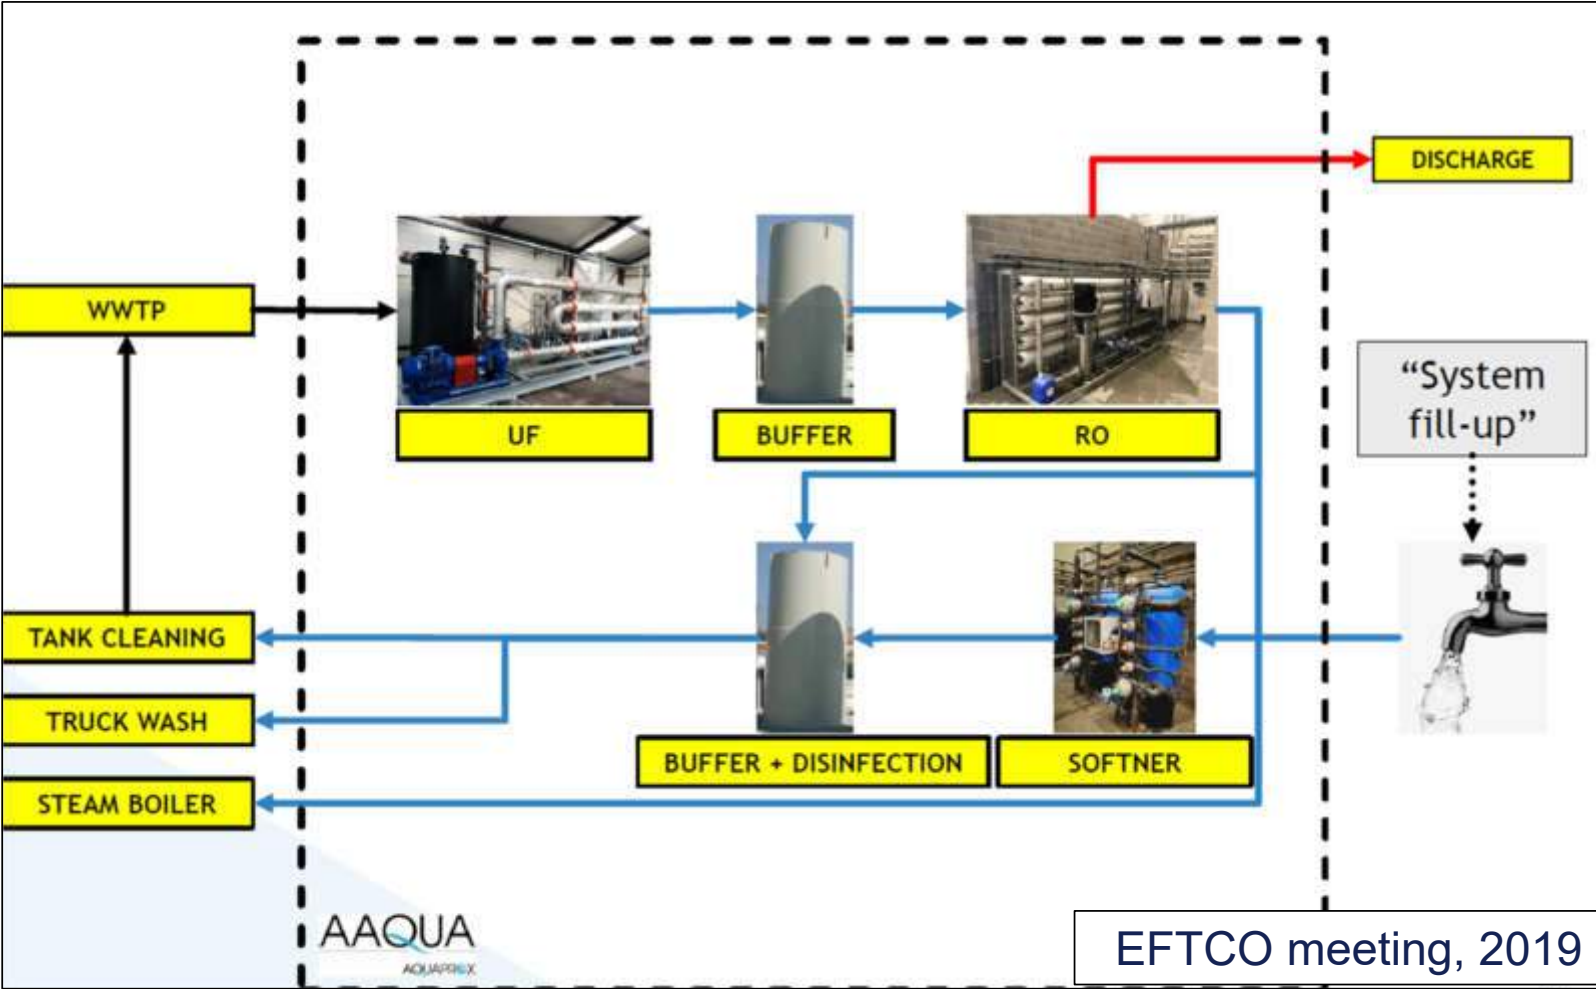 DISCHARGE
WWTP
UF
BUFFER
RO
“System
fill-up”
TANK CLEANING
TRUCK WASH
BUFFER + DISINFECTION
SOFTNER
STEAM BOILER
AAQUA
AQUAPROX
EFTCO meeting, 2019